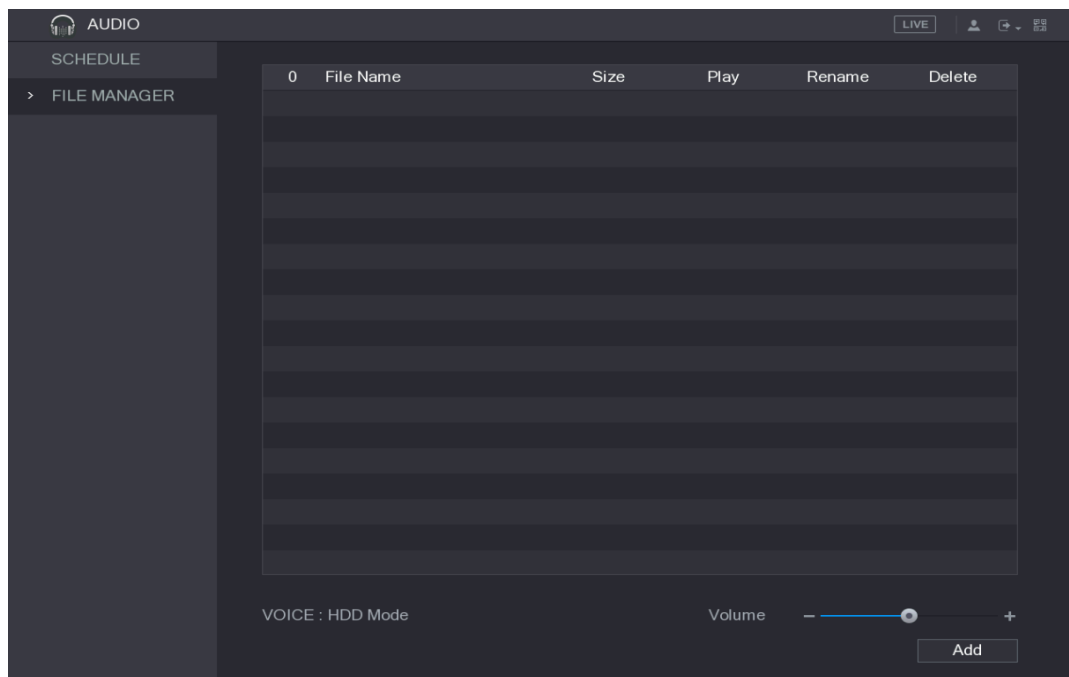 AUDIO LIVE
SCHEDULE
0 File Name Size Play Rename Delete
> FILE MANAGER
VOICE : HDD Mode Volume − +
Add